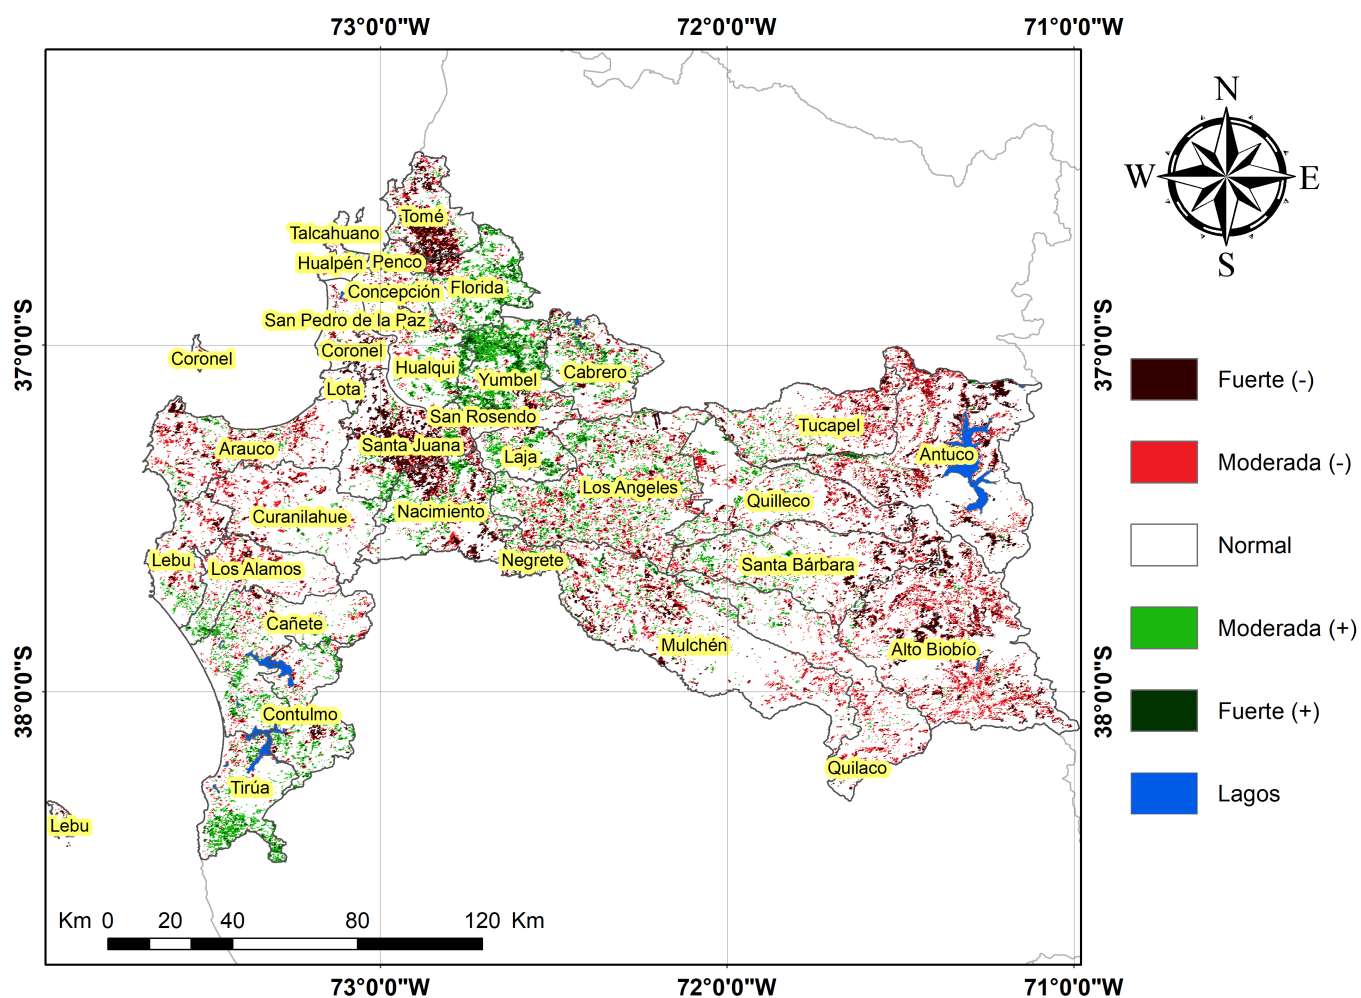 73°0'0"W 72°0'0"W 71°0'0"W
N
W E
S
37°0'0"S
38°0'0"S
37°0'0"S
38°0'0"S
Tomé
Talcahuano
Hualpén
Penco
Concepción
Florida
San Pedro de la Paz
Coronel
Coronel
Hualqui
Yumbel
Cabrero
Lota
San Rosendo
Arauco
Santa Juana
Laja
Tucapel
Antuco
Los Angeles
Quilleco
Curanilahue
Nacimiento
Lebu
Los Alamos
Negrete
Santa Bárbara
Cañete
Mulchén
Alto Biobío
Contulmo
Quilaco
Tirúa
Lebu
Fuerte (-)
Moderada (-)
Normal
Moderada (+)
Fuerte (+)
Lagos
Km 0 20 40 80 120 Km
73°0'0"W 72°0'0"W 71°0'0"W